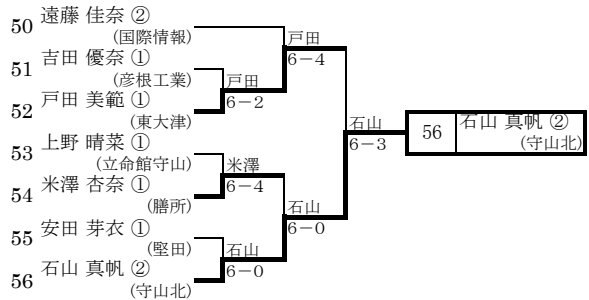 50 遠藤 佳奈 ②
(国際情報)
51 吉田 優奈 ①
(彦根工業)
52 戸田 美範 ①
(東大津)
53 上野 晴菜 ①
(立命館守山)
54 米澤 杏奈 ①
(膳所)
55 安田 芽衣 ①
(堅田)
56 石山 真帆 ②
(守山北)
戸田
6-2
米澤
6-4
石山
6-0
戸田
6-4
石山
6-0
石山
6-3
56 石山 真帆 ②
(守山北)